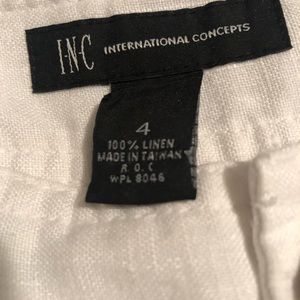 I·N·C INTERNATIONAL CONCEPTS
4
100% LINEN
MADE IN TAIWAN
R. O. C
WPL 8046